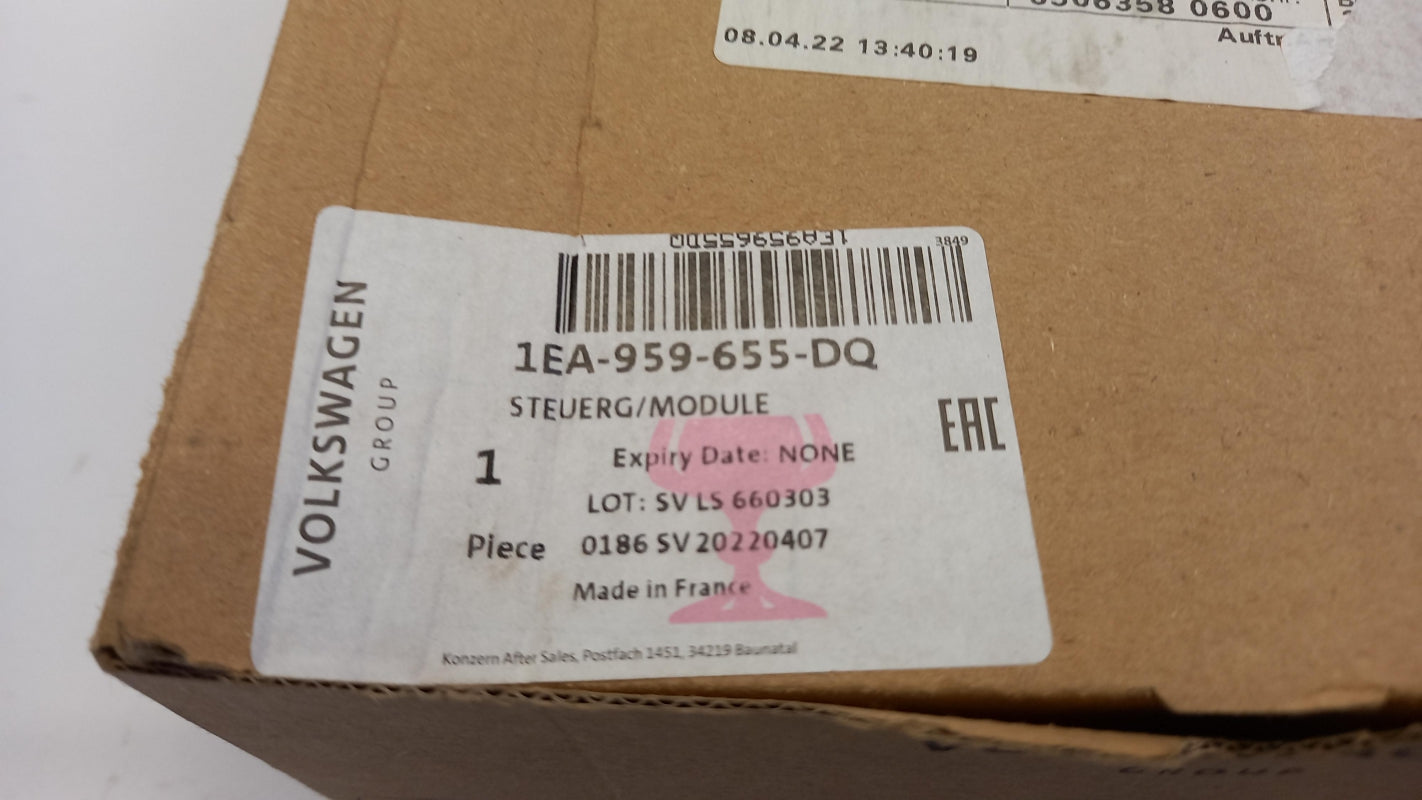 0600
08.04.22 13:40:19
Auftr
VOLKSWAGEN
GROUP
1EA959655DQ
3849
1EA-959-655-DQ
STEUERG/MODULE
EAC
1
Piece
Expiry Date: NONE
LOT: SV LS 660303
0186 SV 20220407
Made in France
Konzern After Sales, Postfach 1451, 34219 Baunatal
GROUP